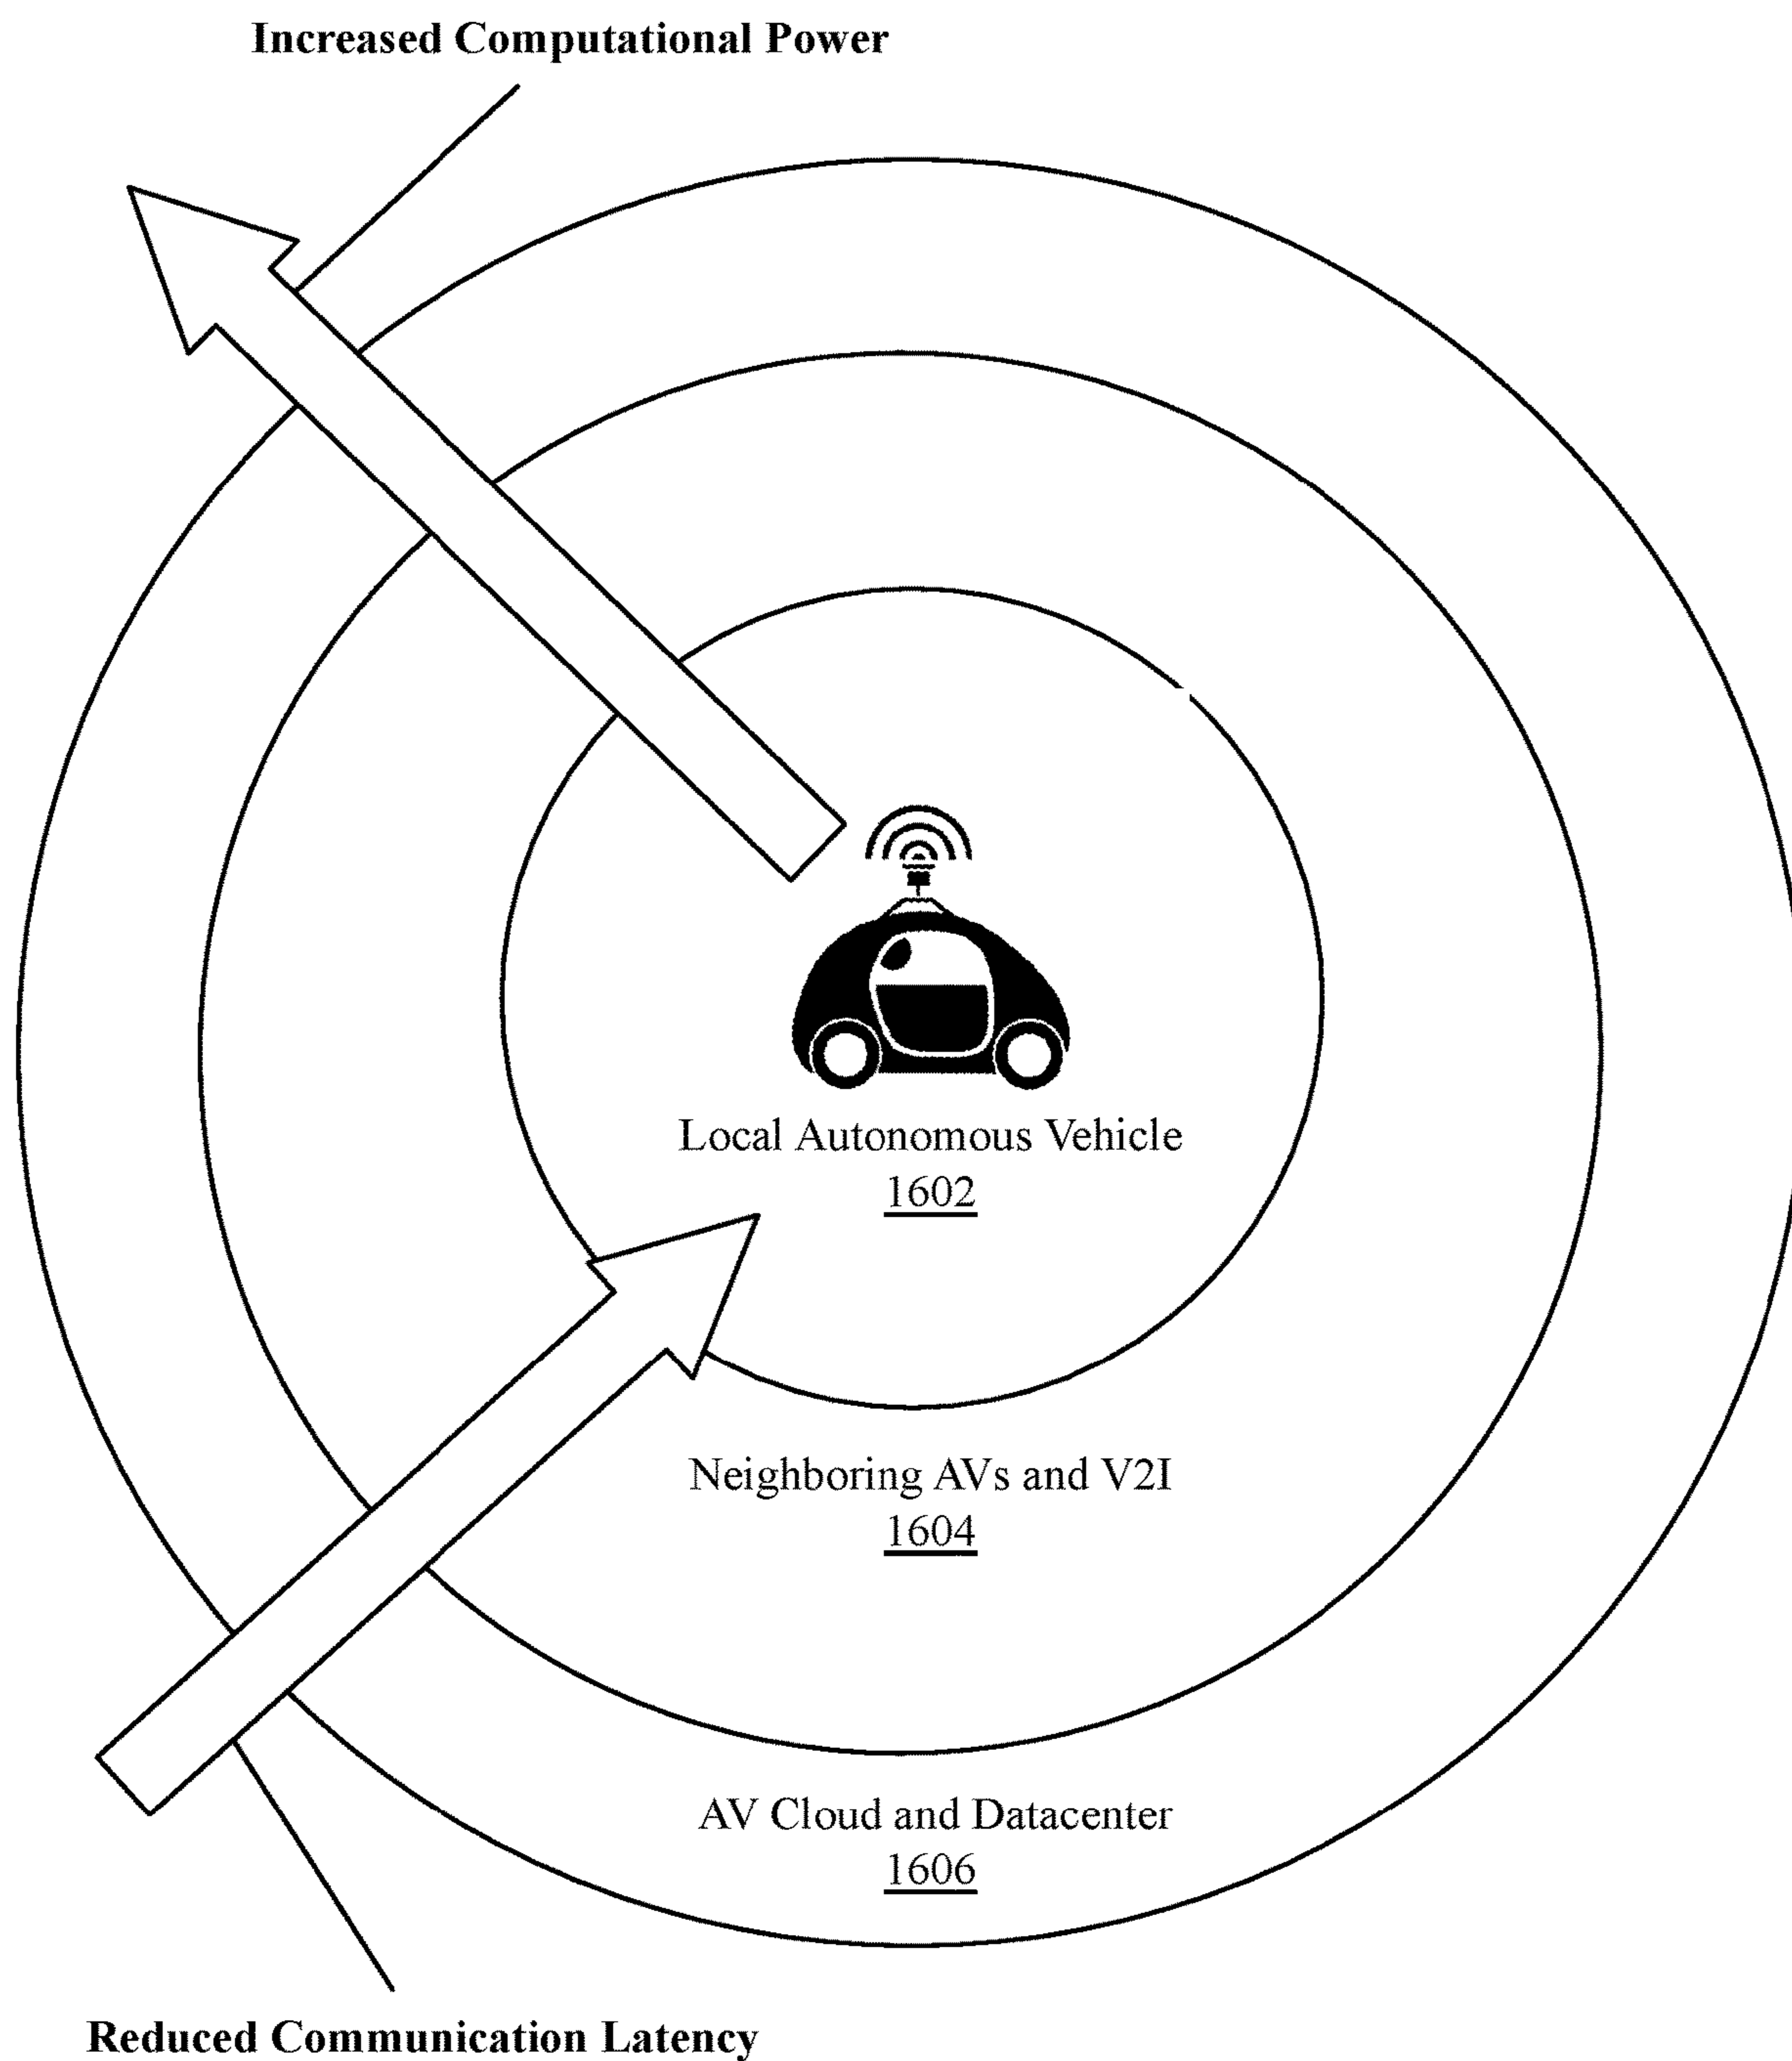 Increased Computational Power
Local Autonomous Vehicle
1602
Neighboring AVs and V2I
1604
AV Cloud and Datacenter
1606
Reduced Communication Latency